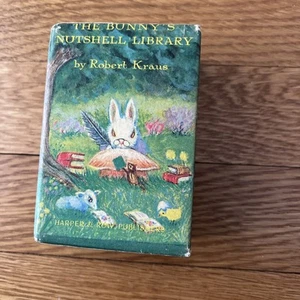 THE BUNNY'S
NUTSHELL LIBRARY
by Robert Kraus
HARPER & ROW, PUBLISHERS